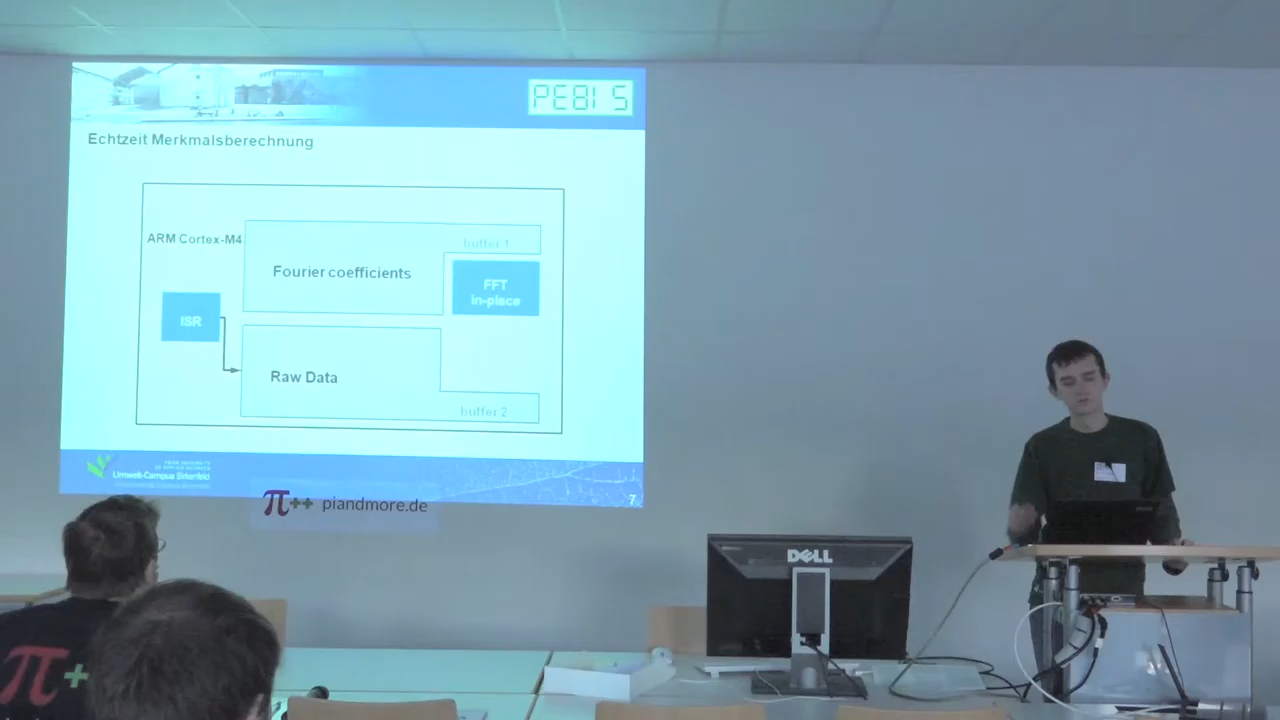 PEBI S
Echtzeit Merkmalsberechnung
ARM Cortex-M4
buffer 1
Fourier coefficients
FFT
in-place
ISR
Raw Data
buffer 2
Umwelt-Campus Birkenfeld
7
π++ piandmore.de
DELL
π+